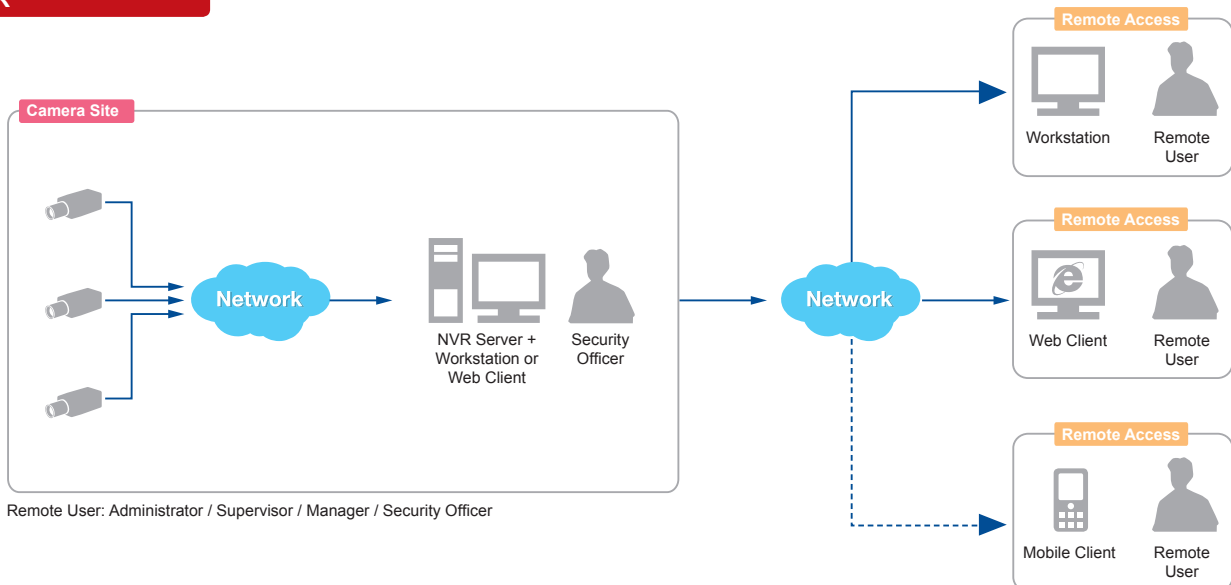 Camera Site
Network
NVR Server +
Workstation or
Web Client
Security
Officer
Remote User: Administrator / Supervisor / Manager / Security Officer
Network
Remote Access
Workstation
Remote
User
Remote Access
Web Client
Remote
User
Remote Access
Mobile Client
Remote
User